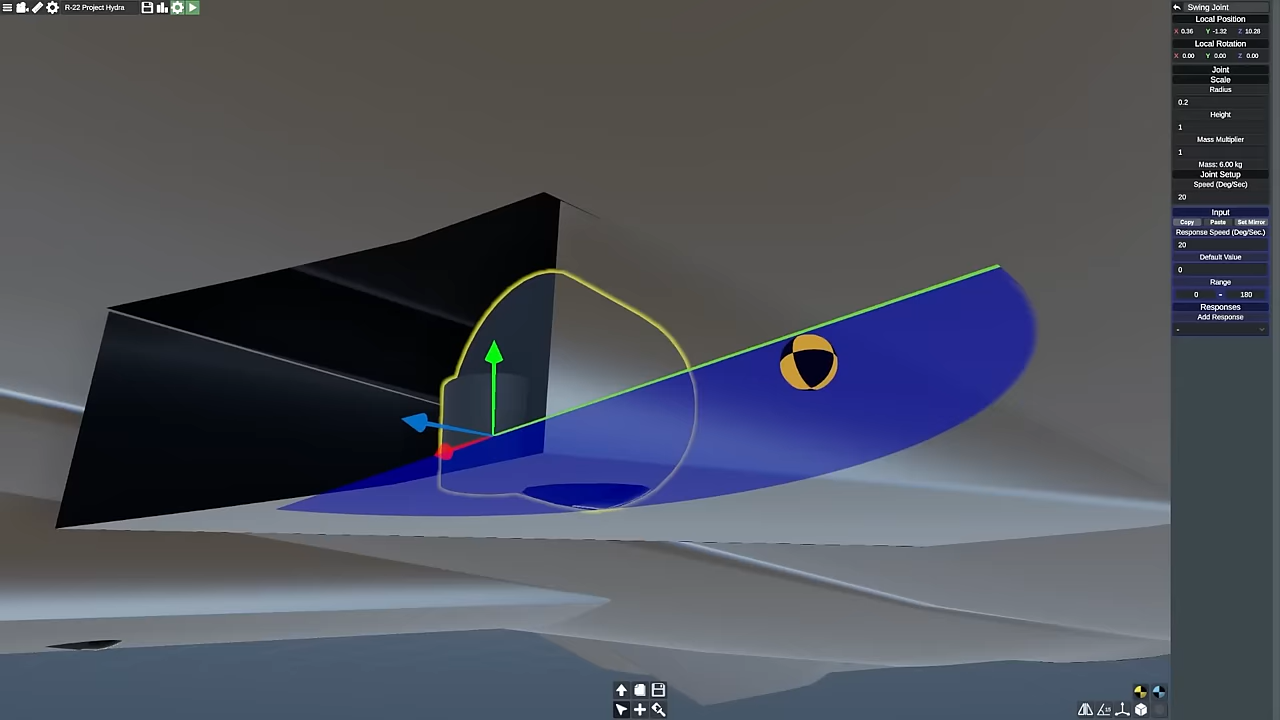 R-22 Project Hydra
Swing Joint
Local Position
X 0.36 Y -1.32 Z 10.28
Local Rotation
X 0.00 Y 0.00 Z 0.00
Joint
Scale
Radius
0.2
Height
1
Mass Multiplier
1
Mass: 6.00 kg
Joint Setup
Speed (Deg/Sec)
20
Input
Copy Paste Set Mirror
Response Speed (Deg/Sec.)
20
Default Value
0
Range
0 - 180
Responses
Add Response
-
15